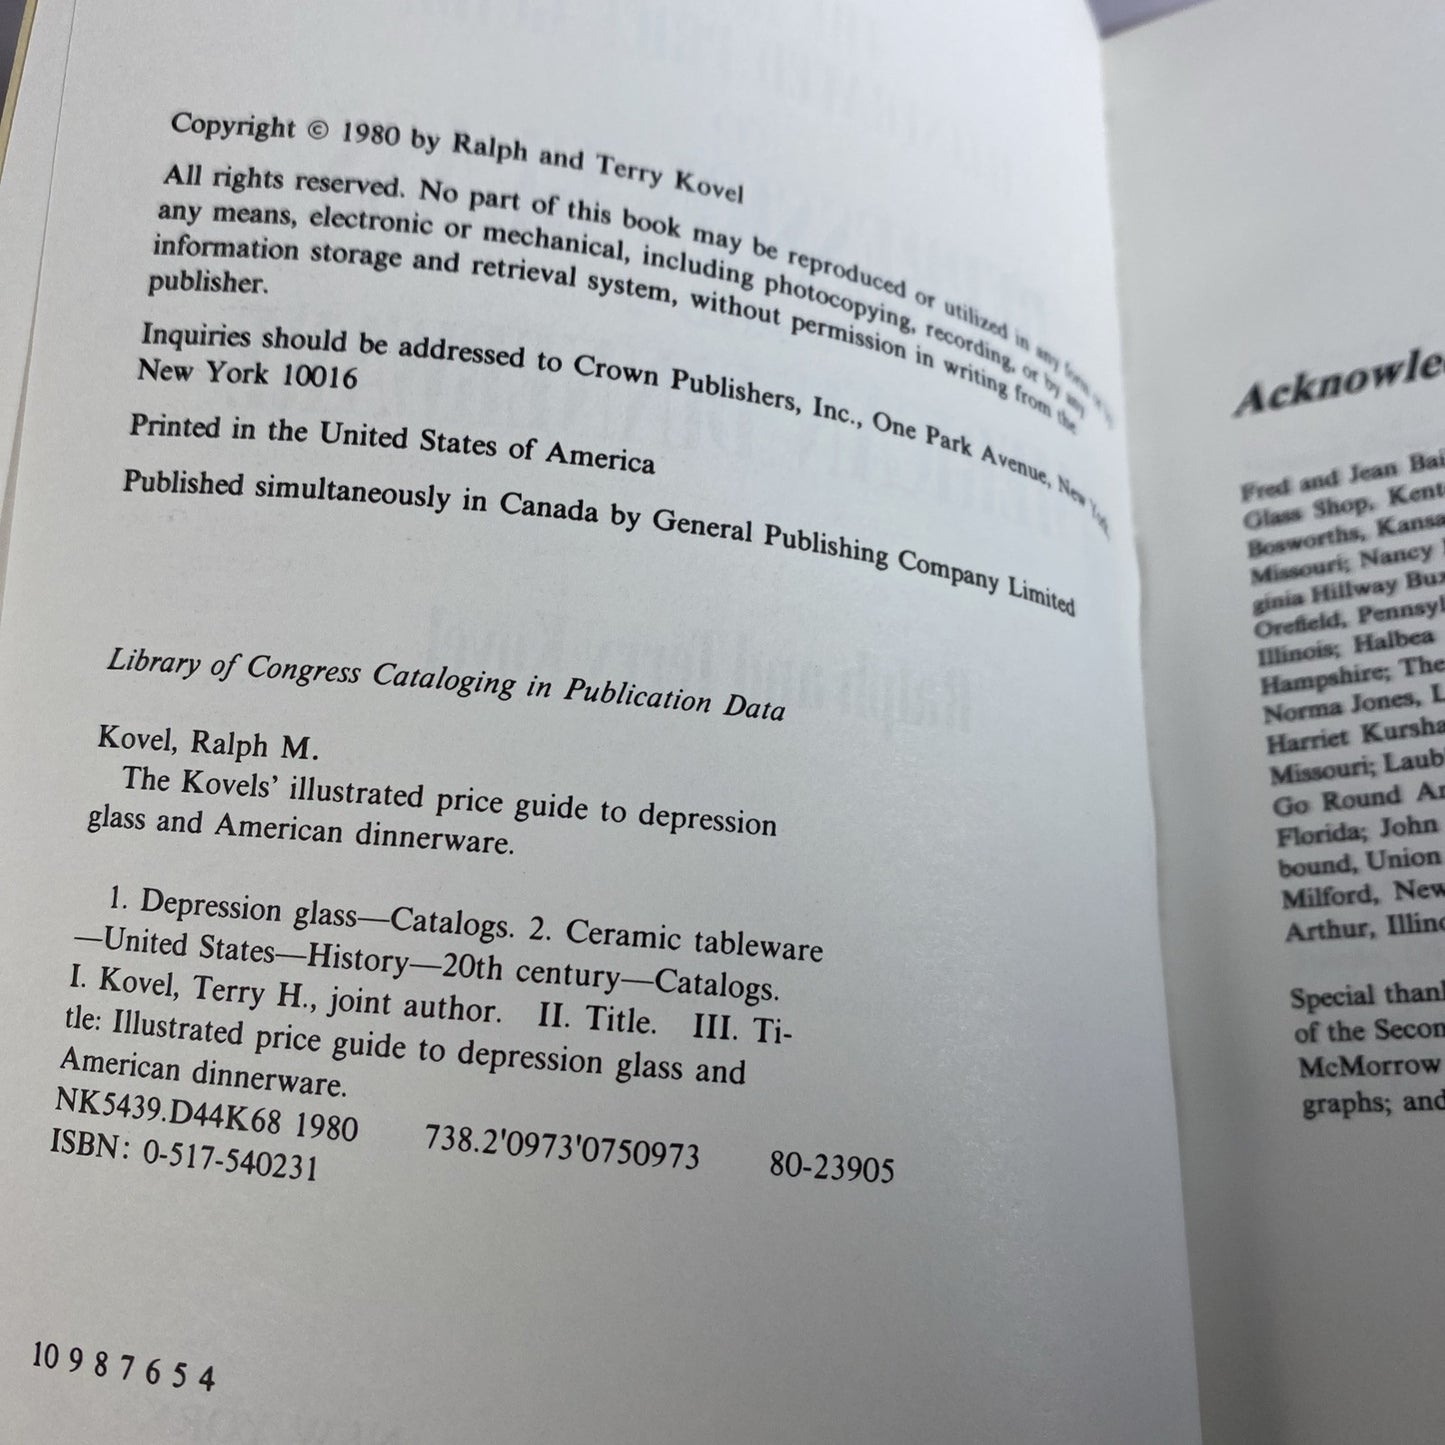 Copyright © 1980 by Ralph and Terry Kovel
All rights reserved. No part of this book may be reproduced or utilized in any form or by
any means, electronic or mechanical, including photocopying, recording, or by any
information storage and retrieval system, without permission in writing from the
publisher.
Inquiries should be addressed to Crown Publishers, Inc., One Park Avenue, New York,
New York 10016
Printed in the United States of America
Published simultaneously in Canada by General Publishing Company Limited
Library of Congress Cataloging in Publication Data
Kovel, Ralph M.
The Kovels' illustrated price guide to depression
glass and American dinnerware.
1. Depression glass—Catalogs. 2. Ceramic tableware
—United States—History—20th century—Catalogs.
I. Kovel, Terry H., joint author. II. Title. III. Ti-
tle: Illustrated price guide to depression glass and
American dinnerware.
NK5439.D44K68 1980 738.2'0973'0750973 80-23905
ISBN: 0-517-540231
10 9 8 7 6 5 4
Acknowle
Fred and Jean Bai
Glass Shop, Kent
Bosworths, Kansa
Missouri; Nancy
ginia Hillway Bux
Orefield, Pennsyl
Illinois; Halbea
Hampshire; The
Norma Jones, L
Harriet Kursha
Missouri; Laub
Go Round An
Florida; John
bound, Union
Milford, New
Arthur, Illino
Special thank
of the Secon
McMorrow
graphs; and